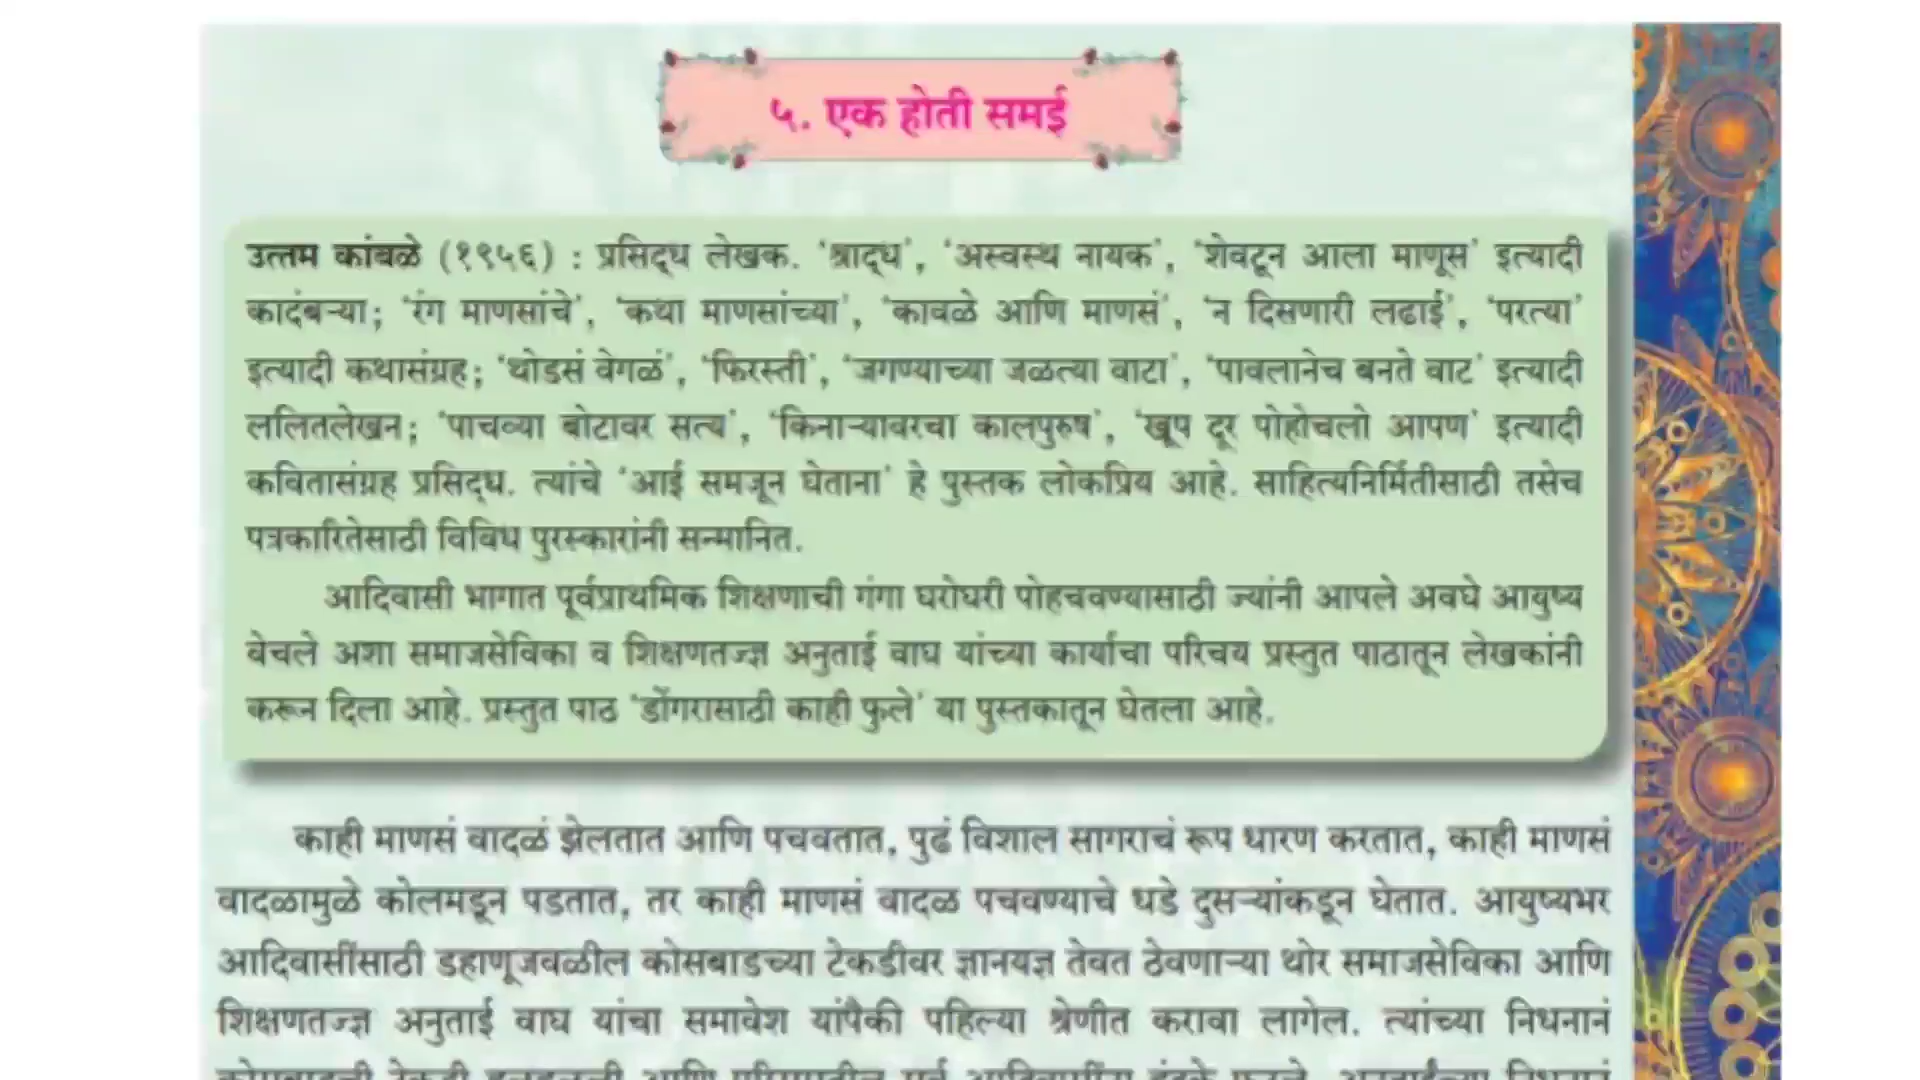 ५. एक होती समई
उत्तम कांबळे (१९५६) : प्रसिद्ध लेखक. ‘श्राद्ध’, ‘अस्वस्थ नायक’, ‘शेवटून आला माणूस’ इत्यादी
कादंबऱ्या; ‘रंग माणसांचे’, ‘कथा माणसांच्या’, ‘कावळे आणि माणसं’, ‘न दिसणारी लढाई’, ‘परत्या’
इत्यादी कथासंग्रह; ‘थोडसं वेगळं’, ‘फिरस्ती’, ‘जगण्याच्या जळत्या वाटा’, ‘पावलानेच बनते वाट’ इत्यादी
ललितलेखन; ‘पाचव्या बोटावर सत्य’, ‘किनाऱ्यावरचा कालपुरुष’, ‘खूप दूर पोहोचलो आपण’ इत्यादी
कवितासंग्रह प्रसिद्ध. त्यांचे ‘आई समजून घेताना’ हे पुस्तक लोकप्रिय आहे. साहित्यनिर्मितीसाठी तसेच
पत्रकारितेसाठी विविध पुरस्कारांनी सन्मानित.
आदिवासी भागात पूर्वप्राथमिक शिक्षणाची गंगा घरोघरी पोहचवण्यासाठी ज्यांनी आपले अवघे आयुष्य
वेचले अशा समाजसेविका व शिक्षणतज्ज्ञ अनुताई वाघ यांच्या कार्याचा परिचय प्रस्तुत पाठातून लेखकांनी
करून दिला आहे. प्रस्तुत पाठ ‘डोंगरासाठी काही फुले’ या पुस्तकातून घेतला आहे.
काही माणसं वादळं झेलतात आणि पचवतात, पुढं विशाल सागराचं रूप धारण करतात, काही माणसं
वादळामुळे कोलमडून पडतात, तर काही माणसं वादळ पचवण्याचे धडे दुसऱ्यांकडून घेतात. आयुष्यभर
आदिवासींसाठी डहाणूजवळील कोसबाडच्या टेकडीवर ज्ञानयज्ञ तेवत ठेवणाऱ्या थोर समाजसेविका आणि
शिक्षणतज्ज्ञ अनुताई वाघ यांचा समावेश यांपैकी पहिल्या श्रेणीत करावा लागेल. त्यांच्या निधनानं